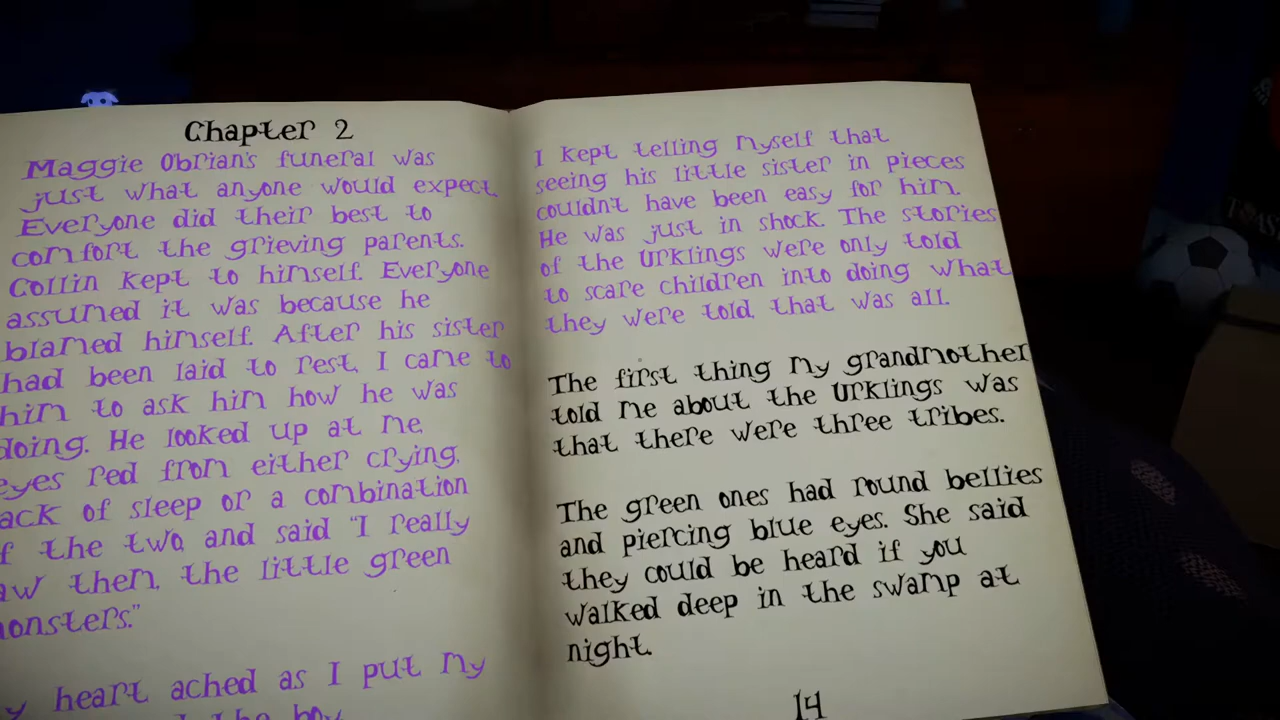 Chapter 2
Maggie Obrian's funeral was
just what anyone would expect.
Everyone did their best to
comfort the grieving parents.
Collin kept to himself. Everyone
assumed it was because he
blamed himself. After his sister
had been laid to rest, I came to
him to ask him how he was
doing. He looked up at me,
eyes red from either crying,
ack of sleep or a combination
f the two, and said "I really
aw them, the little green
onsters."
y heart ached as I put my
the boy
I kept telling myself that
seeing his little sister in pieces
couldn't have been easy for him.
He was just in shock. The stories
of the Urklings were only told
to scare children into doing what
they were told, that was all.
The first thing my grandmother
told me about the Urklings was
that there were three tribes.
The green ones had round bellies
and piercing blue eyes. She said
they could be heard if you
walked deep in the swamp at
night.
14